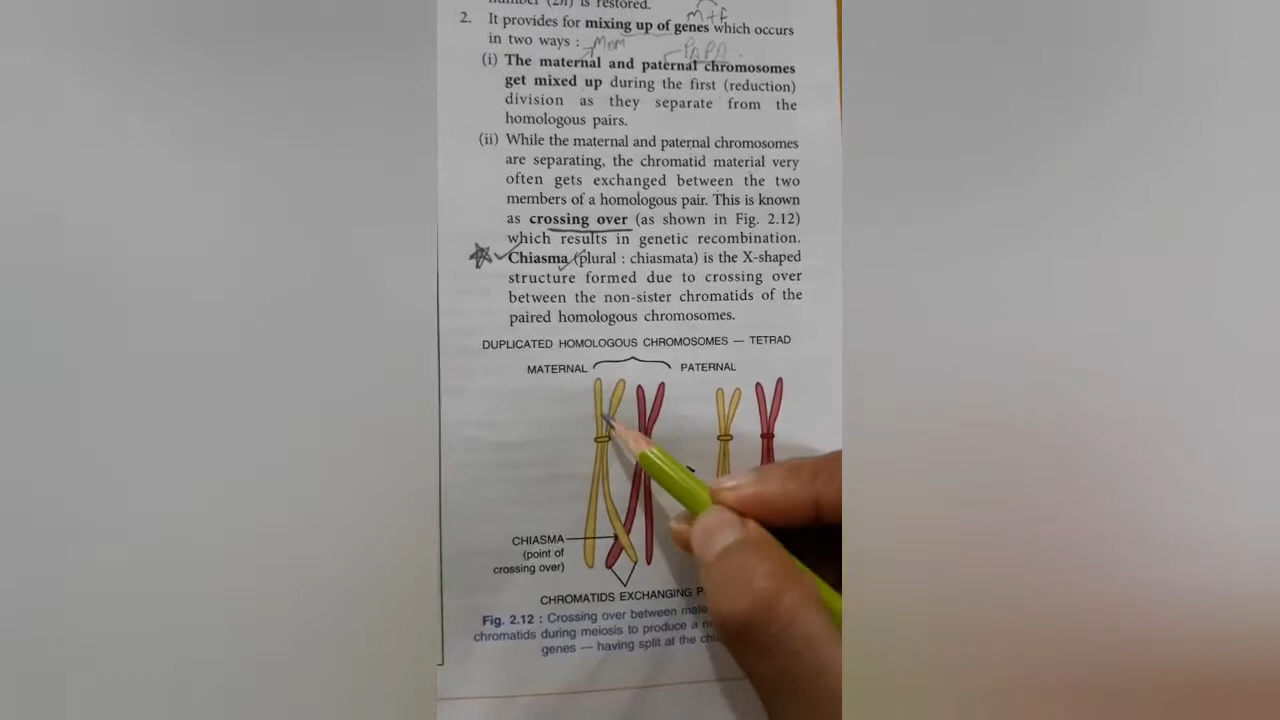 number (2n) is restored.
m+f
2. It provides for mixing up of genes which occurs
in two ways :
Mom
PAPA
(i) The maternal and paternal chromosomes
get mixed up during the first (reduction)
division as they separate from the
homologous pairs.
(ii) While the maternal and paternal chromosomes
are separating, the chromatid material very
often gets exchanged between the two
members of a homologous pair. This is known
as crossing over (as shown in Fig. 2.12)
which results in genetic recombination.
Chiasma (plural : chiasmata) is the X-shaped
structure formed due to crossing over
between the non-sister chromatids of the
paired homologous chromosomes.
DUPLICATED HOMOLOGOUS CHROMOSOMES — TETRAD
MATERNAL PATERNAL
CHIASMA
(point of
crossing over)
CHROMATIDS EXCHANGING
Fig. 2.12 : Crossing over between
chromatids during meiosis to produce a
genes — having split at the